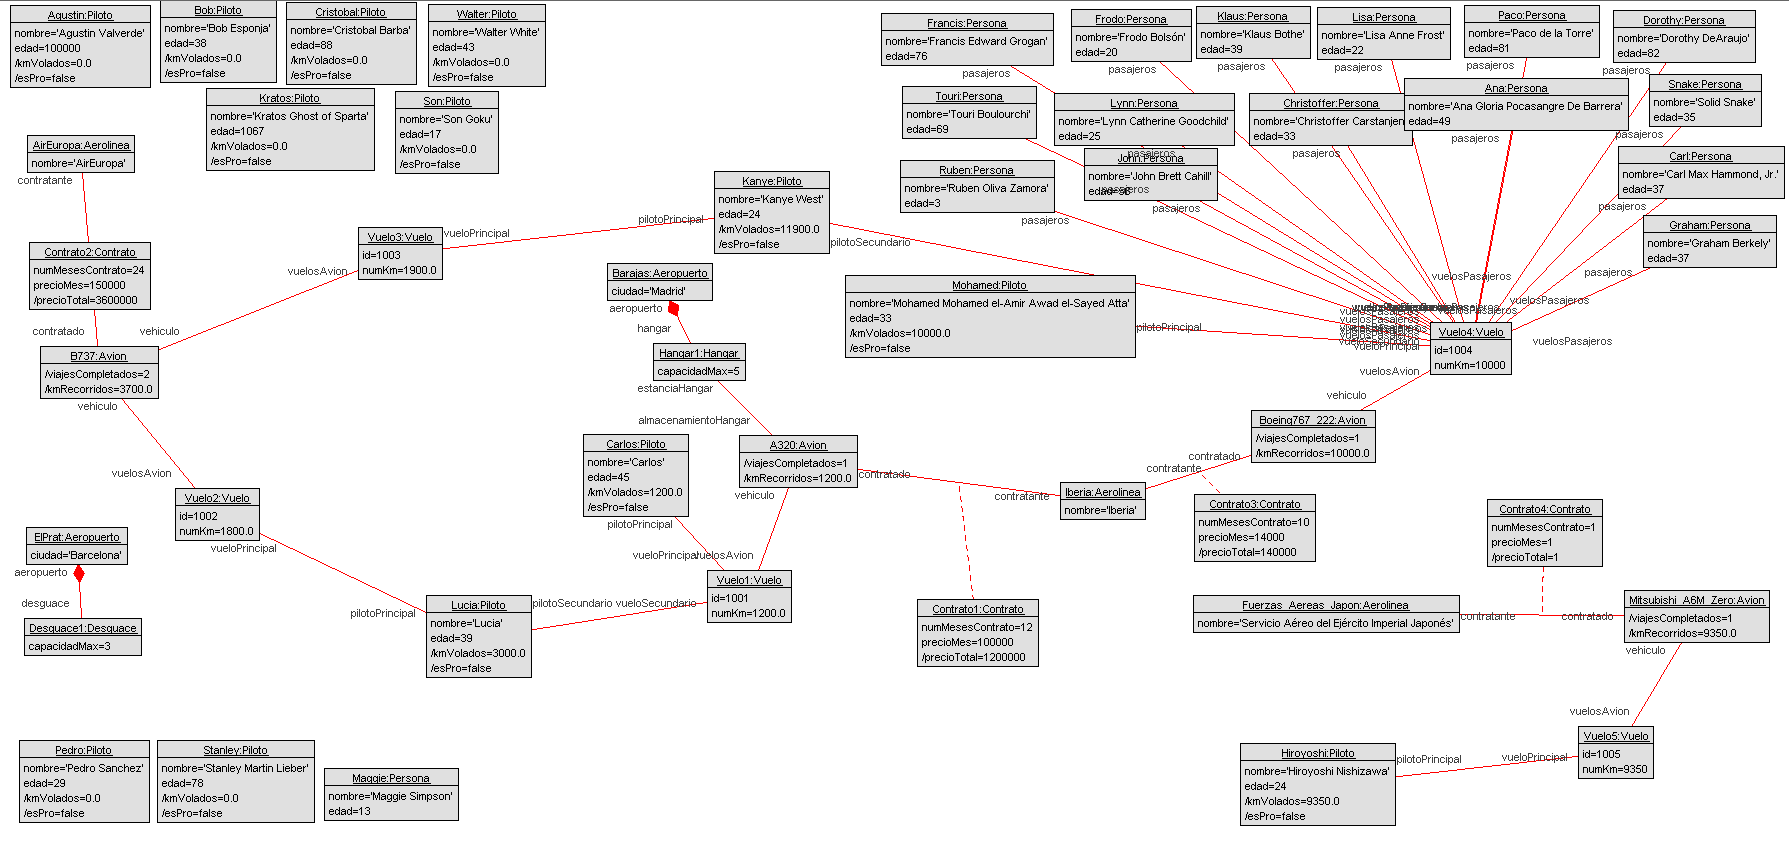 Agustin:Piloto
nombre='Agustin Valverde'
edad=100000
/kmVolados=0.0
/esPro=false
Bob:Piloto
nombre='Bob Esponja'
edad=38
/kmVolados=0.0
/esPro=false
Cristobal:Piloto
nombre='Cristobal Barba'
edad=88
/kmVolados=0.0
/esPro=false
Walter:Piloto
nombre='Walter White'
edad=43
/kmVolados=0.0
/esPro=false
Kratos:Piloto
nombre='Kratos Ghost of Sparta'
edad=1067
/kmVolados=0.0
/esPro=false
Son:Piloto
nombre='Son Goku'
edad=17
/kmVolados=0.0
/esPro=false
Francis:Persona
nombre='Francis Edward Grogan'
edad=76
pasajeros
Frodo:Persona
nombre='Frodo Bolsón'
edad=20
pasajeros
Klaus:Persona
nombre='Klaus Bothe'
edad=39
pasajeros
Lisa:Persona
nombre='Lisa Anne Frost'
edad=22
pasajeros
Paco:Persona
nombre='Paco de la Torre'
edad=81
pasajeros
Dorothy:Persona
nombre='Dorothy DeAraujo'
edad=82
pasajeros
Touri:Persona
nombre='Touri Boulourchi'
edad=69
pasajeros
Lynn:Persona
nombre='Lynn Catherine Goodchild'
edad=25
pasajeros
Christoffer:Persona
nombre='Christoffer Carstanjen
edad=33
pasajeros
Ana:Persona
nombre='Ana Gloria Pocasangre De Barrera'
edad=49
pasajeros
Snake:Persona
nombre='Solid Snake'
edad=35
pasajeros
Ruben:Persona
nombre='Ruben Oliva Zamora'
edad=3
pasajeros
John:Persona
nombre='John Brett Cahill'
pasajeros
pasajeros
Carl:Persona
nombre='Carl Max Hammond, Jr.'
edad=37
pasajeros
Graham:Persona
nombre='Graham Berkely'
edad=37
AirEuropa:Aerolinea
nombre='AirEuropa'
contratante
Contrato2:Contrato
numMesesContrato=24
precioMes=150000
/precioTotal=3600000
contratado
B737:Avion
/viajesCompletados=2
/kmRecorridos=3700.0
vehiculo
vehiculo
vuelosAvion
Vuelo3:Vuelo
id=1003
numKm=1900.0
vueloPrincipal
pilotoPrincipal
Kanye:Piloto
nombre='Kanye West'
edad=24
/kmVolados=11900.0
/esPro=false
pilotoSecundario
Barajas:Aeropuerto
ciudad='Madrid'
aeropuerto
hangar
Hangar1:Hangar
capacidadMax=5
estanciaHangar
almacenamientoHangar
Mohamed:Piloto
nombre='Mohamed Mohamed el-Amir Awad el-Sayed Atta'
edad=33
/kmVolados=10000.0
/esPro=false
pilotoPrincipal
vuelosPasajeros
vuelosPasajeros
vuelosPasajeros
vuelosPasajeros
vueloPrincipal
Vuelo4:Vuelo
id=1004
numKm=10000
vuelosAvion
vehiculo
Boeing767_222:Avion
/viajesCompletados=1
/kmRecorridos=10000.0
contratado
contratante
Carlos:Piloto
nombre='Carlos'
edad=45
/kmVolados=1200.0
/esPro=false
pilotoPrincipal
A320:Avion
/viajesCompletados=1
/kmRecorridos=1200.0
vehiculo
contratado
contratante
Iberia:Aerolinea
nombre='Iberia'
Contrato3:Contrato
numMesesContrato=10
precioMes=14000
/precioTotal=140000
Contrato4:Contrato
numMesesContrato=1
precioMes=1
/precioTotal=1
vuelosAvion
Vuelo2:Vuelo
id=1002
numKm=1800.0
vueloPrincipal
pilotoPrincipal
ElPrat:Aeropuerto
ciudad='Barcelona'
aeropuerto
desguace
Desguace1:Desguace
capacidadMax=3
Lucia:Piloto
nombre='Lucia'
edad=39
/kmVolados=3000.0
/esPro=false
pilotoSecundario
vueloSecundario
vueloPrincipal
vuelosAvion
Vuelo1:Vuelo
id=1001
numKm=1200.0
Contrato1:Contrato
numMesesContrato=12
precioMes=100000
/precioTotal=1200000
Fuerzas_Aereas_Japon:Aerolinea
nombre='Servicio Aéreo del Ejército Imperial Japonés'
contratante
contratado
Mitsubishi_A6M_Zero:Avion
/viajesCompletados=1
/kmRecorridos=9350.0
vehiculo
vuelosAvion
Vuelo5:Vuelo
id=1005
numKm=9350
vueloPrincipal
pilotoPrincipal
Hiroyoshi:Piloto
nombre='Hiroyoshi Nishizawa'
edad=24
/kmVolados=9350.0
/esPro=false
Pedro:Piloto
nombre='Pedro Sanchez'
edad=29
/kmVolados=0.0
/esPro=false
Stanley:Piloto
nombre='Stanley Martin Lieber'
edad=78
/kmVolados=0.0
/esPro=false
Maggie:Persona
nombre='Maggie Simpson'
edad=13